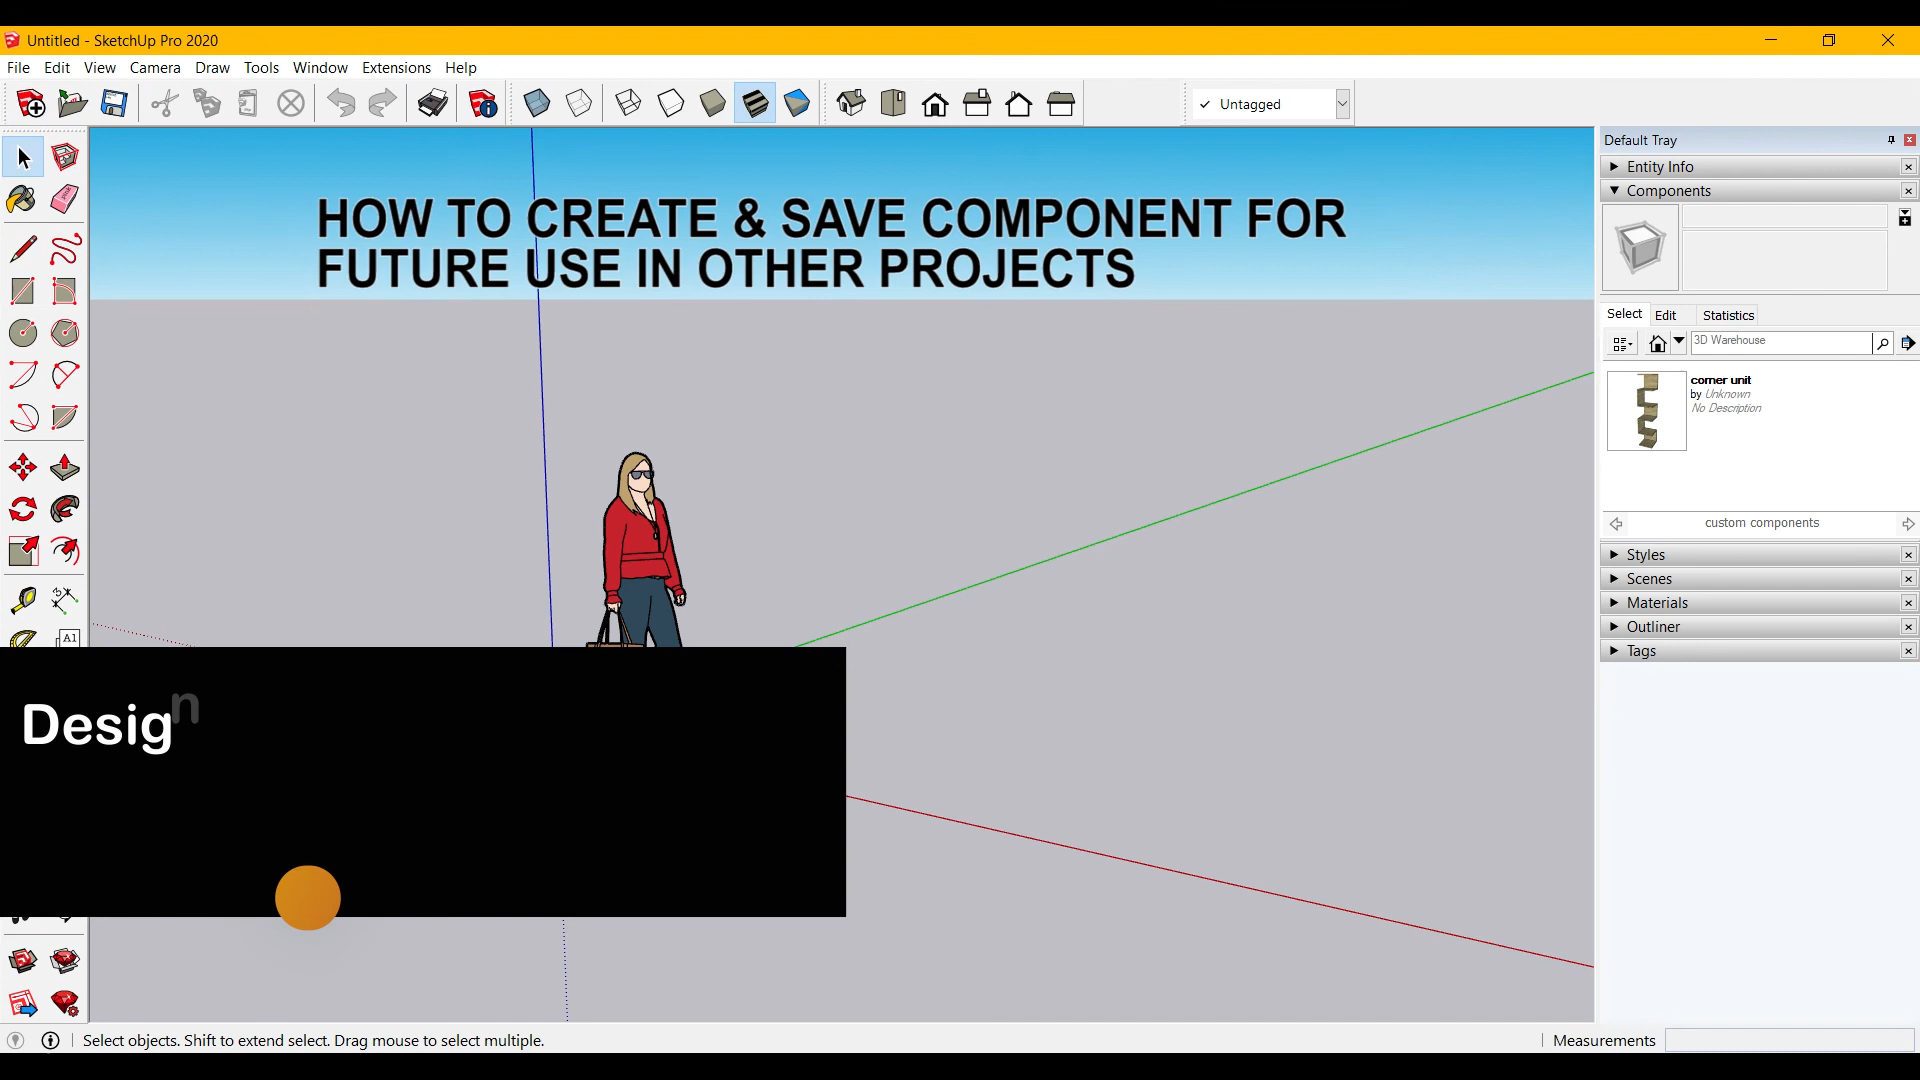 Untitled - SketchUp Pro 2020
File Edit View Camera Draw Tools Window Extensions Help
Untagged
Default Tray
Entity Info
Components
HOW TO CREATE & SAVE COMPONENT FOR
FUTURE USE IN OTHER PROJECTS
Select Edit Statistics
3D Warehouse
corner unit
by Unknown
No Description
custom components
Styles
Scenes
Materials
Outliner
Tags
A1
Design
Select objects. Shift to extend select. Drag mouse to select multiple.
Measurements